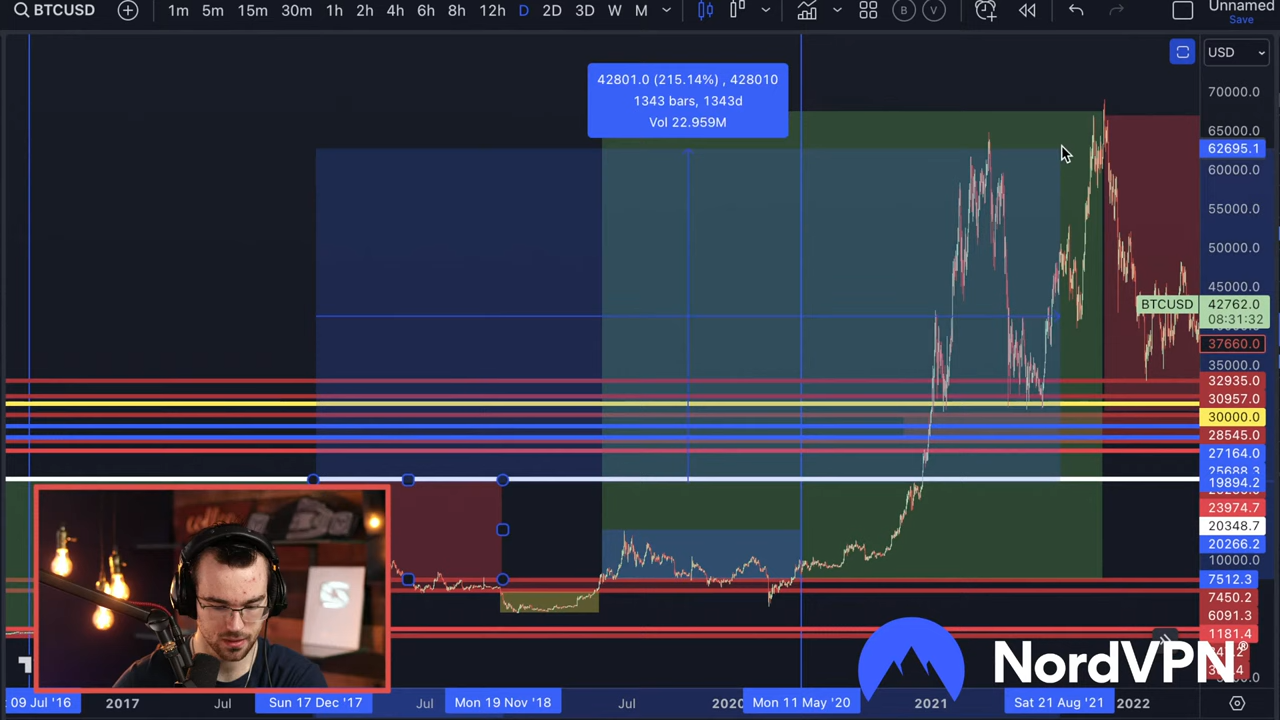 BTCUSD 1m 5m 15m 30m 1h 2h 4h 6h 8h 12h D 2D 3D W M B V Unnamed
Save
USD
42801.0 (215.14%) , 428010
1343 bars, 1343d
Vol 22.959M
70000.0
65000.0
62695.1
60000.0
55000.0
50000.0
45000.0
BTCUSD 42762.0
08:31:32
37660.0
35000.0
32935.0
30957.0
30000.0
28545.0
27164.0
25688.3
19894.2
23974.7
20348.7
20266.2
10000.0
7512.3
7450.2
6091.3
1181.4
coffee
S
NordVPN®
09 Jul '16 2017 Jul Sun 17 Dec '17 Jul Mon 19 Nov '18 Jul 2020 Mon 11 May '20 2021 Sat 21 Aug '21 2022